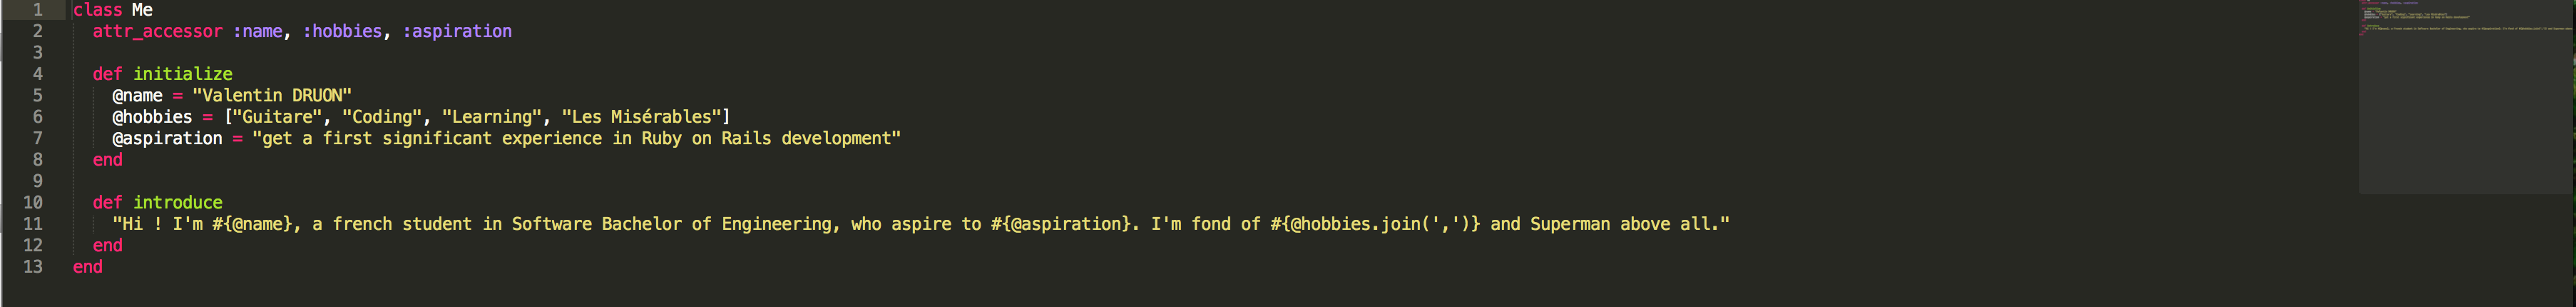 1 class Me
2 attr_accessor :name, :hobbies, :aspiration
3
4 def initialize
5 @name = "Valentin DRUON"
6 @hobbies = ["Guitare", "Coding", "Learning", "Les Misérables"]
7 @aspiration = "get a first significant experience in Ruby on Rails development"
8 end
9
10 def introduce
11 "Hi ! I'm #{@name}, a french student in Software Bachelor of Engineering, who aspire to #{@aspiration}. I'm fond of #{@hobbies.join(',')} and Superman above all."
12 end
13 end